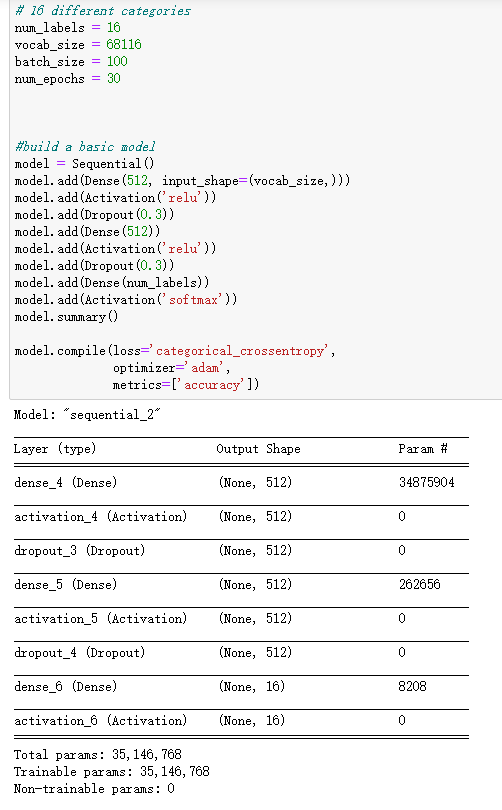 # 16 different categories
num_labels = 16
vocab_size = 68116
batch_size = 100
num_epochs = 30
#build a basic model
model = Sequential()
model.add(Dense(512, input_shape=(vocab_size,)))
model.add(Activation('relu'))
model.add(Dropout(0.3))
model.add(Dense(512))
model.add(Activation('relu'))
model.add(Dropout(0.3))
model.add(Dense(num_labels))
model.add(Activation('softmax'))
model.summary()
model.compile(loss='categorical_crossentropy',
optimizer='adam',
metrics=['accuracy'])
Model: "sequential_2"
Layer (type) Output Shape Param #
dense_4 (Dense) (None, 512) 34875904
activation_4 (Activation) (None, 512) 0
dropout_3 (Dropout) (None, 512) 0
dense_5 (Dense) (None, 512) 262656
activation_5 (Activation) (None, 512) 0
dropout_4 (Dropout) (None, 512) 0
dense_6 (Dense) (None, 16) 8208
activation_6 (Activation) (None, 16) 0
Total params: 35,146,768
Trainable params: 35,146,768
Non-trainable params: 0